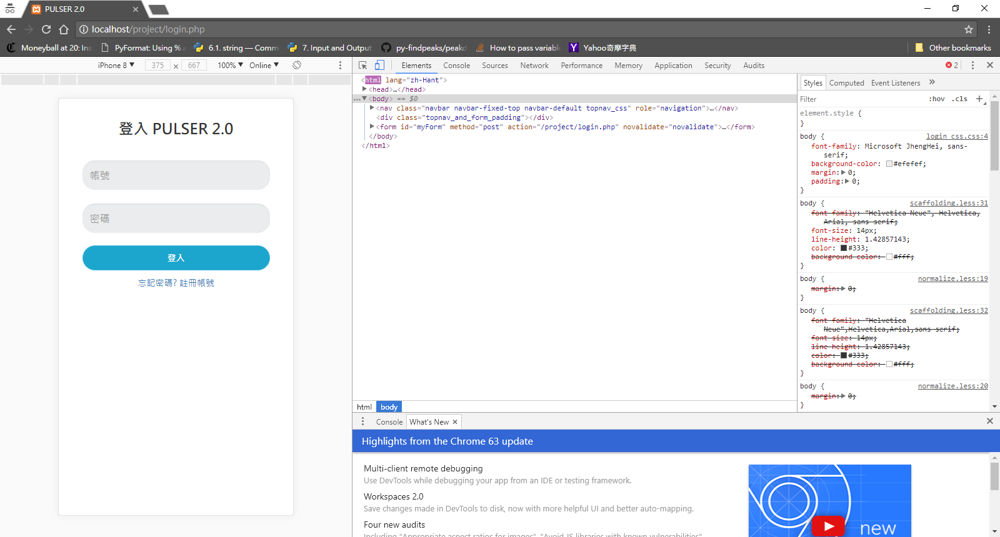 PULSER 2.0
localhost/project/login.php
Moneyball at 20: Ins
PyFormat: Using % a
6.1. string — Comm
7. Input and Output
py-findpeaks/peakd
How to pass variable
Yahoo奇摩字典
Other bookmarks
iPhone 8 ▼ 375 x 667 100% ▼ Online ▼
Elements Console Sources Network Performance Memory Application Security Audits 2
登入 PULSER 2.0
帳號
密碼
登入
忘記密碼? 註冊帳號
<html lang="zh-Hant">
▶<head>…</head>
…▼<body> == $0
▶<nav class="navbar navbar-fixed-top navbar-default topnav_css" role="navigation">…</nav>
<div class="topnav_and_form_padding"></div>
▶<form id="myForm" method="post" action="/project/login.php" novalidate="novalidate">…</form>
</body>
</html>
html body
Styles Computed Event Listeners »
Filter :hov .cls +
element.style {
}
body { login_css.css:4
font-family: Microsoft JhengHei, sans-
serif;
background-color: #efefef;
margin:▶ 0;
padding:▶ 0;
}
body { scaffolding.less:31
font-family: "Helvetica Neue", Helvetica,
Arial, sans-serif;
font-size: 14px;
line-height: 1.42857143;
color: #333;
background-color: #fff;
}
body { normalize.less:19
margin:▶ 0;
}
body { scaffolding.less:32
font-family: "Helvetica
Neue",Helvetica,Arial,sans-serif;
font-size: 14px;
line-height: 1.42857143;
color: #333;
background-color: #fff;
}
body { normalize.less:20
margin:▶ 0;
}
Console What's New ×
Highlights from the Chrome 63 update
Multi-client remote debugging
Use DevTools while debugging your app from an IDE or testing framework.
Workspaces 2.0
Save changes made in DevTools to disk, now with more helpful UI and better auto-mapping.
Four new audits
Including "Appropriate aspect ratios for images", "Avoid JS libraries with known vulnerabilities"
new